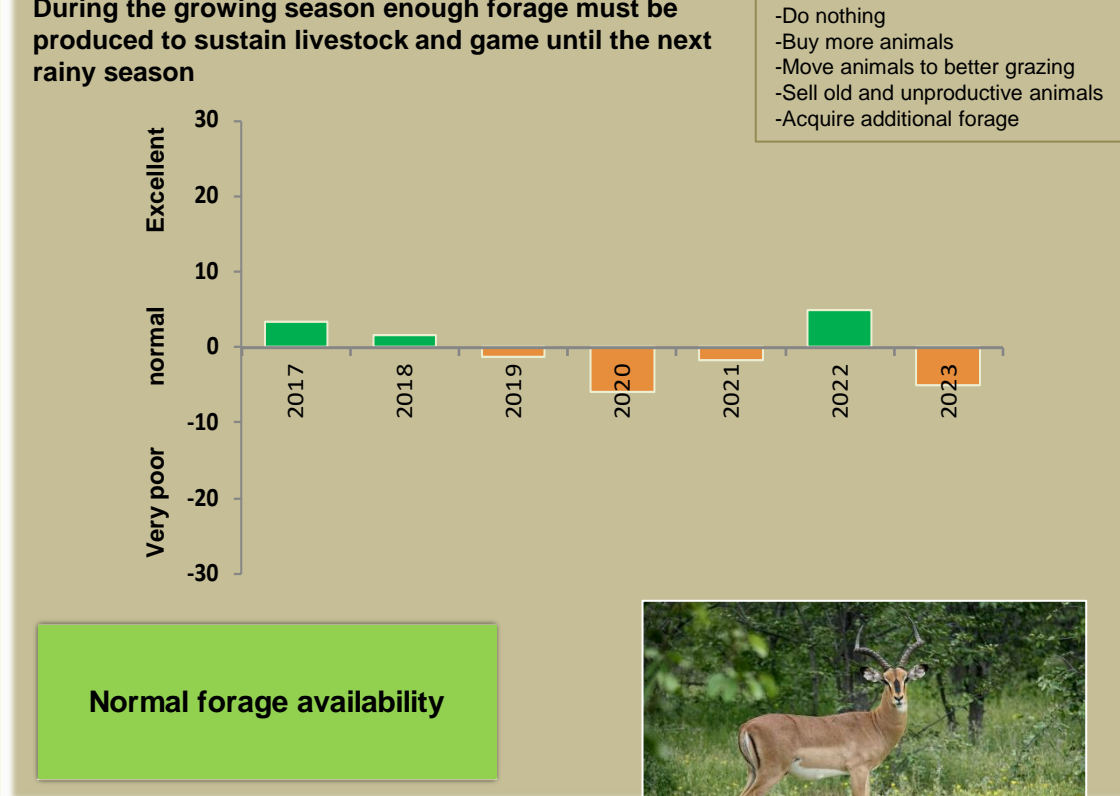 During the growing season enough forage must be
produced to sustain livestock and game until the next
rainy season
-Do nothing
-Buy more animals
-Move animals to better grazing
-Sell old and unproductive animals
-Acquire additional forage
Excellent
normal
Very poor
30
20
10
0
-10
-20
-30
2017
2018
2019
2020
2021
2022
2023
Normal forage availability